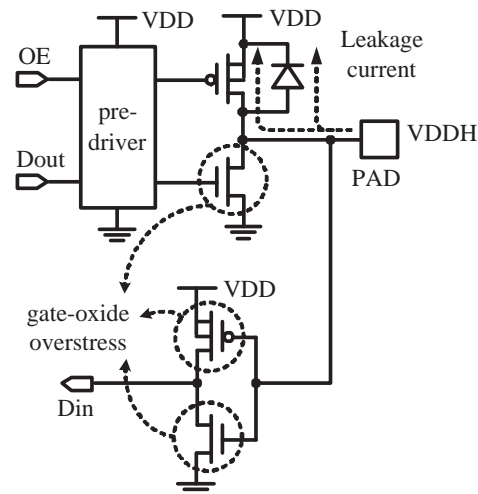 VDD
VDD
OE
Leakage
current
pre-
driver
VDDH
Dout
PAD
VDD
gate-oxide
overstress
Din